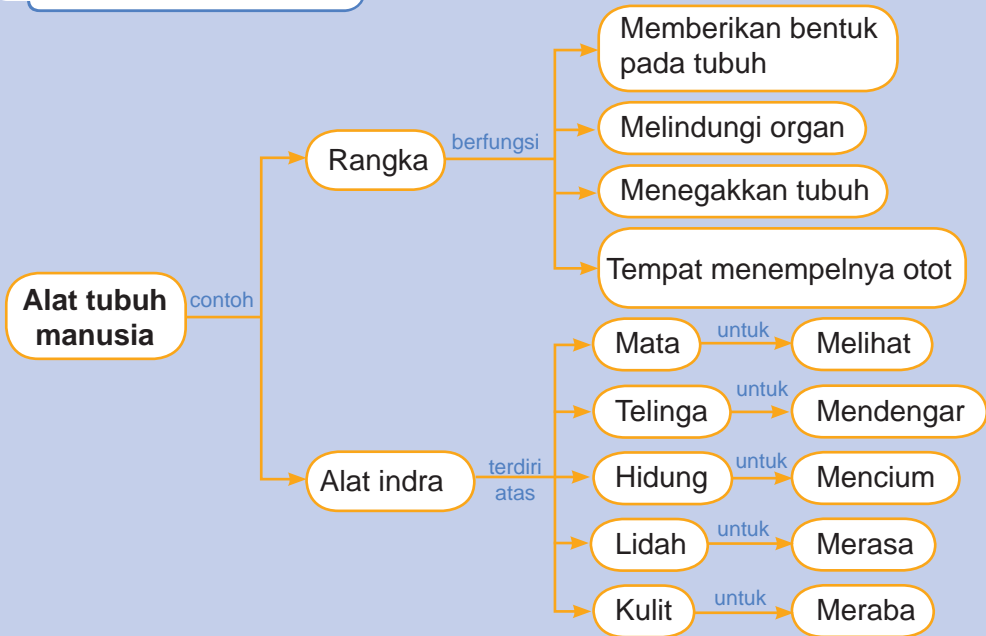 Alat tubuh
manusia
contoh
Rangka
berfungsi
Memberikan bentuk
pada tubuh
Melindungi organ
Menegakkan tubuh
Tempat menempelnya otot
Alat indra
terdiri
atas
Mata
untuk
Melihat
Telinga
untuk
Mendengar
Hidung
untuk
Mencium
Lidah
untuk
Merasa
Kulit
untuk
Meraba